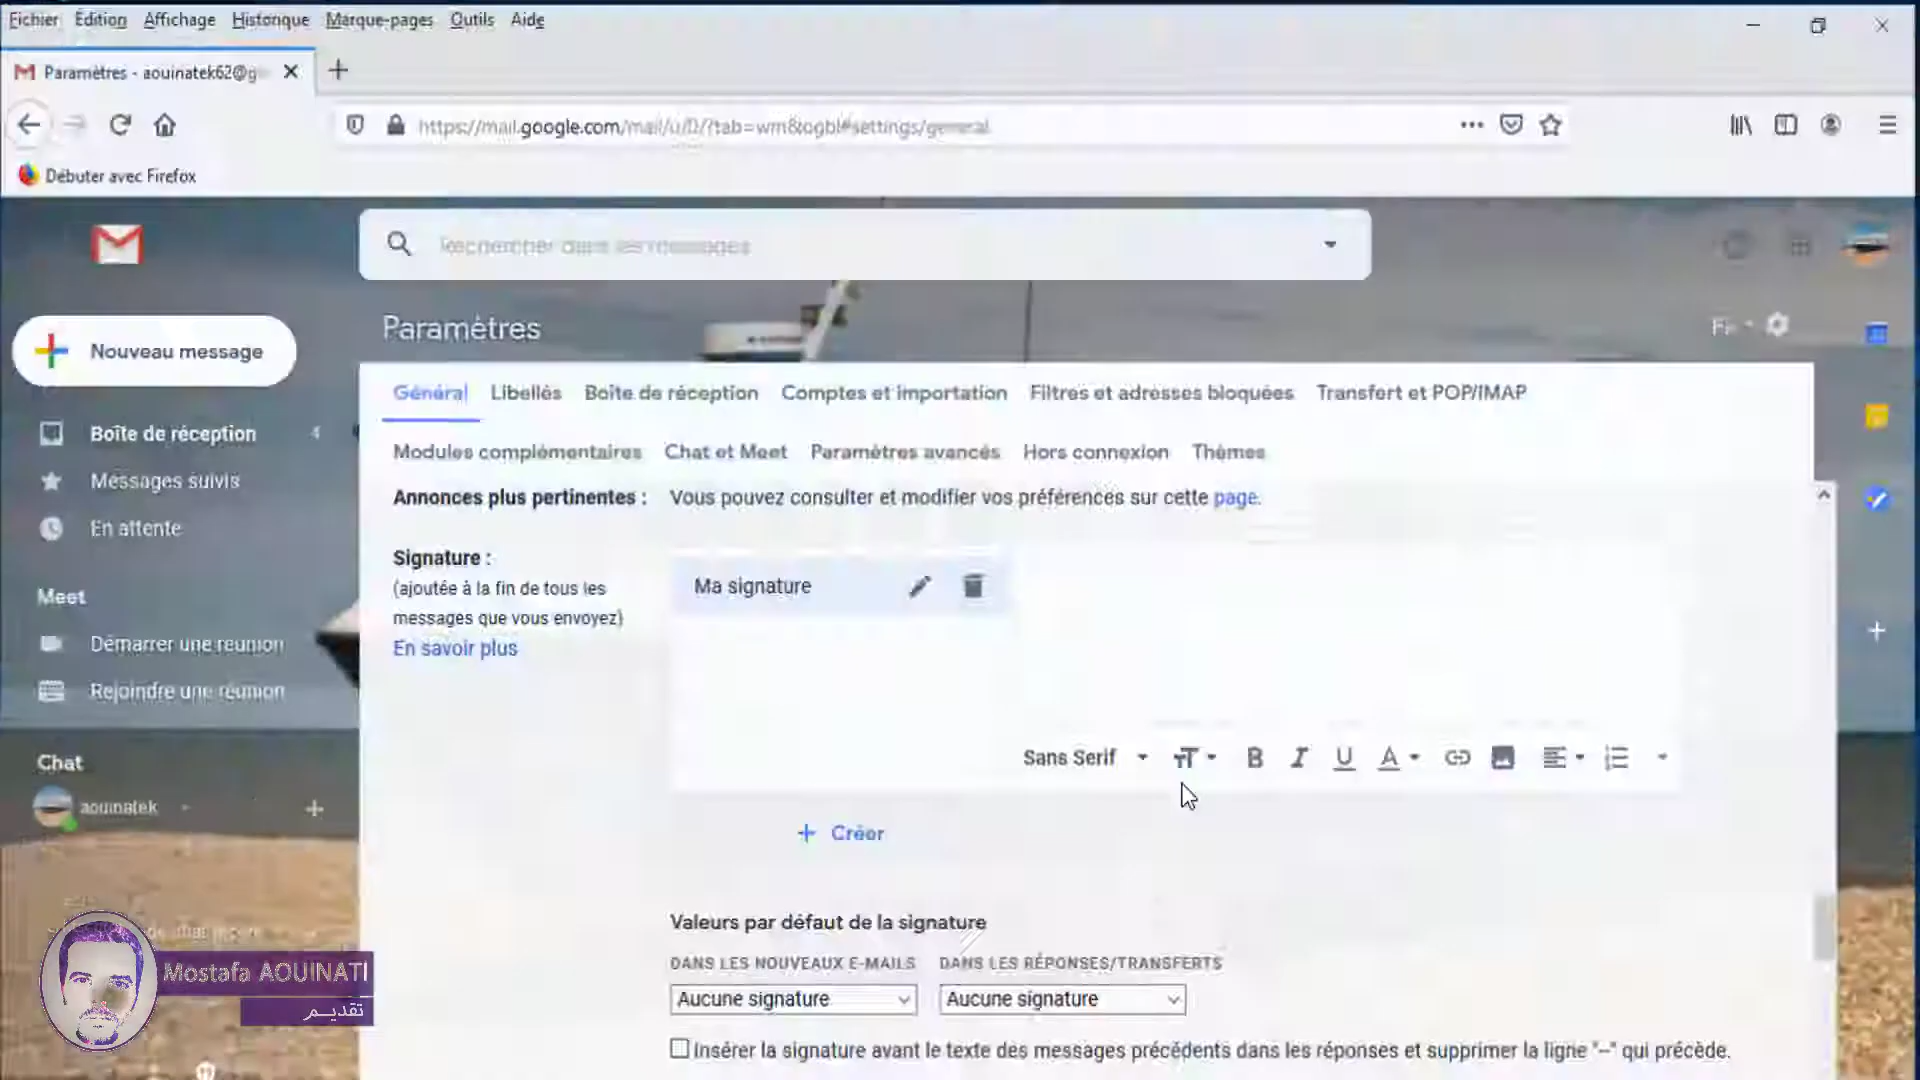 Fichier Édition Affichage Historique Marque-pages Outils Aide
Paramètres - aouinatek62@g
https://mail.google.com/mail/u/0/?tab=wm&ogbl#settings/general
Débuter avec Firefox
Rechercher dans les messages
Paramètres
Nouveau message
Général Libellés Boîte de réception Comptes et importation Filtres et adresses bloquées Transfert et POP/IMAP
Boîte de réception 4
Modules complémentaires Chat et Meet Paramètres avancés Hors connexion Thèmes
Messages suivis
Annonces plus pertinentes : Vous pouvez consulter et modifier vos préférences sur cette page.
En attente
Signature :
(ajoutée à la fin de tous les
messages que vous envoyez)
En savoir plus
Ma signature
Meet
Démarrer une réunion
Rejoindre une réunion
Sans Serif
Chat
aouinatek
+ Créer
Valeurs par défaut de la signature
DANS LES NOUVEAUX E-MAILS DANS LES RÉPONSES/TRANSFERTS
Aucune signature Aucune signature
Insérer la signature avant le texte des messages précédents dans les réponses et supprimer la ligne "--" qui précède.
Mostafa AOUINATI
تقديم